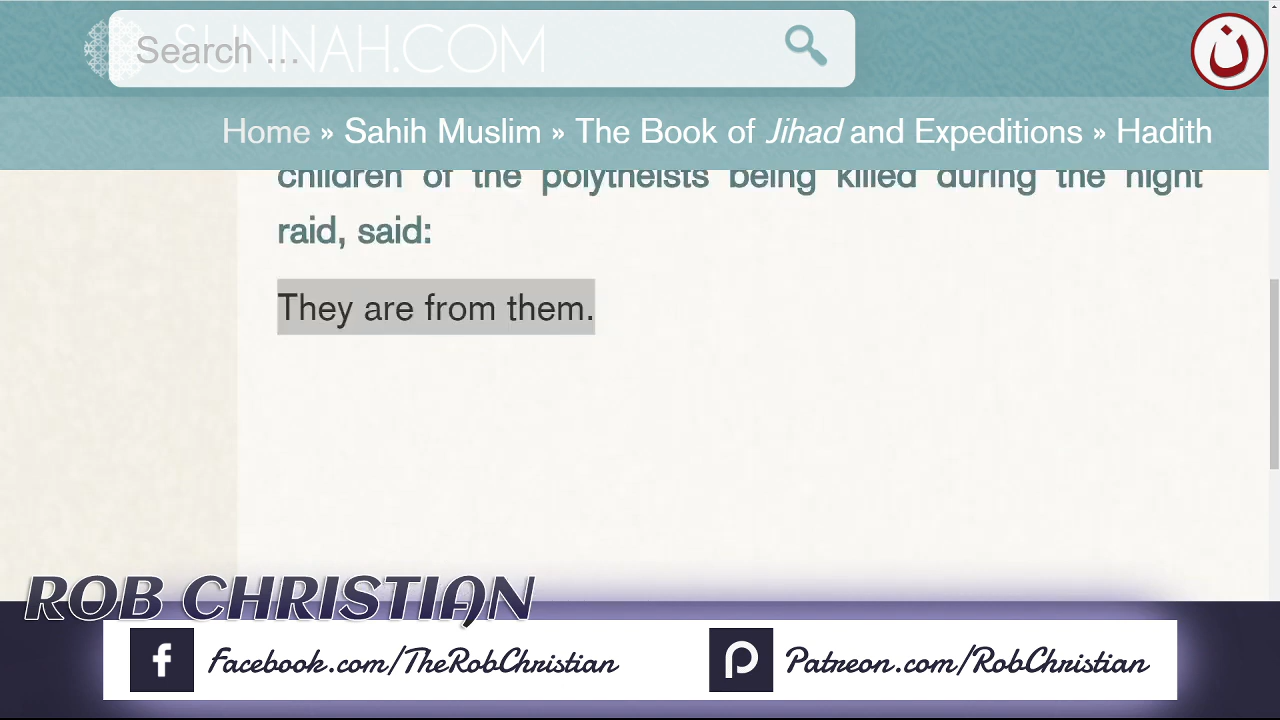 Search ...
SUNNAH.COM
ن
Home » Sahih Muslim » The Book of Jihad and Expeditions » Hadith
children of the polytheists being killed during the night
raid, said:
They are from them.
ROB CHRISTIAN
Facebook.com/TheRobChristian
Patreon.com/RobChristian